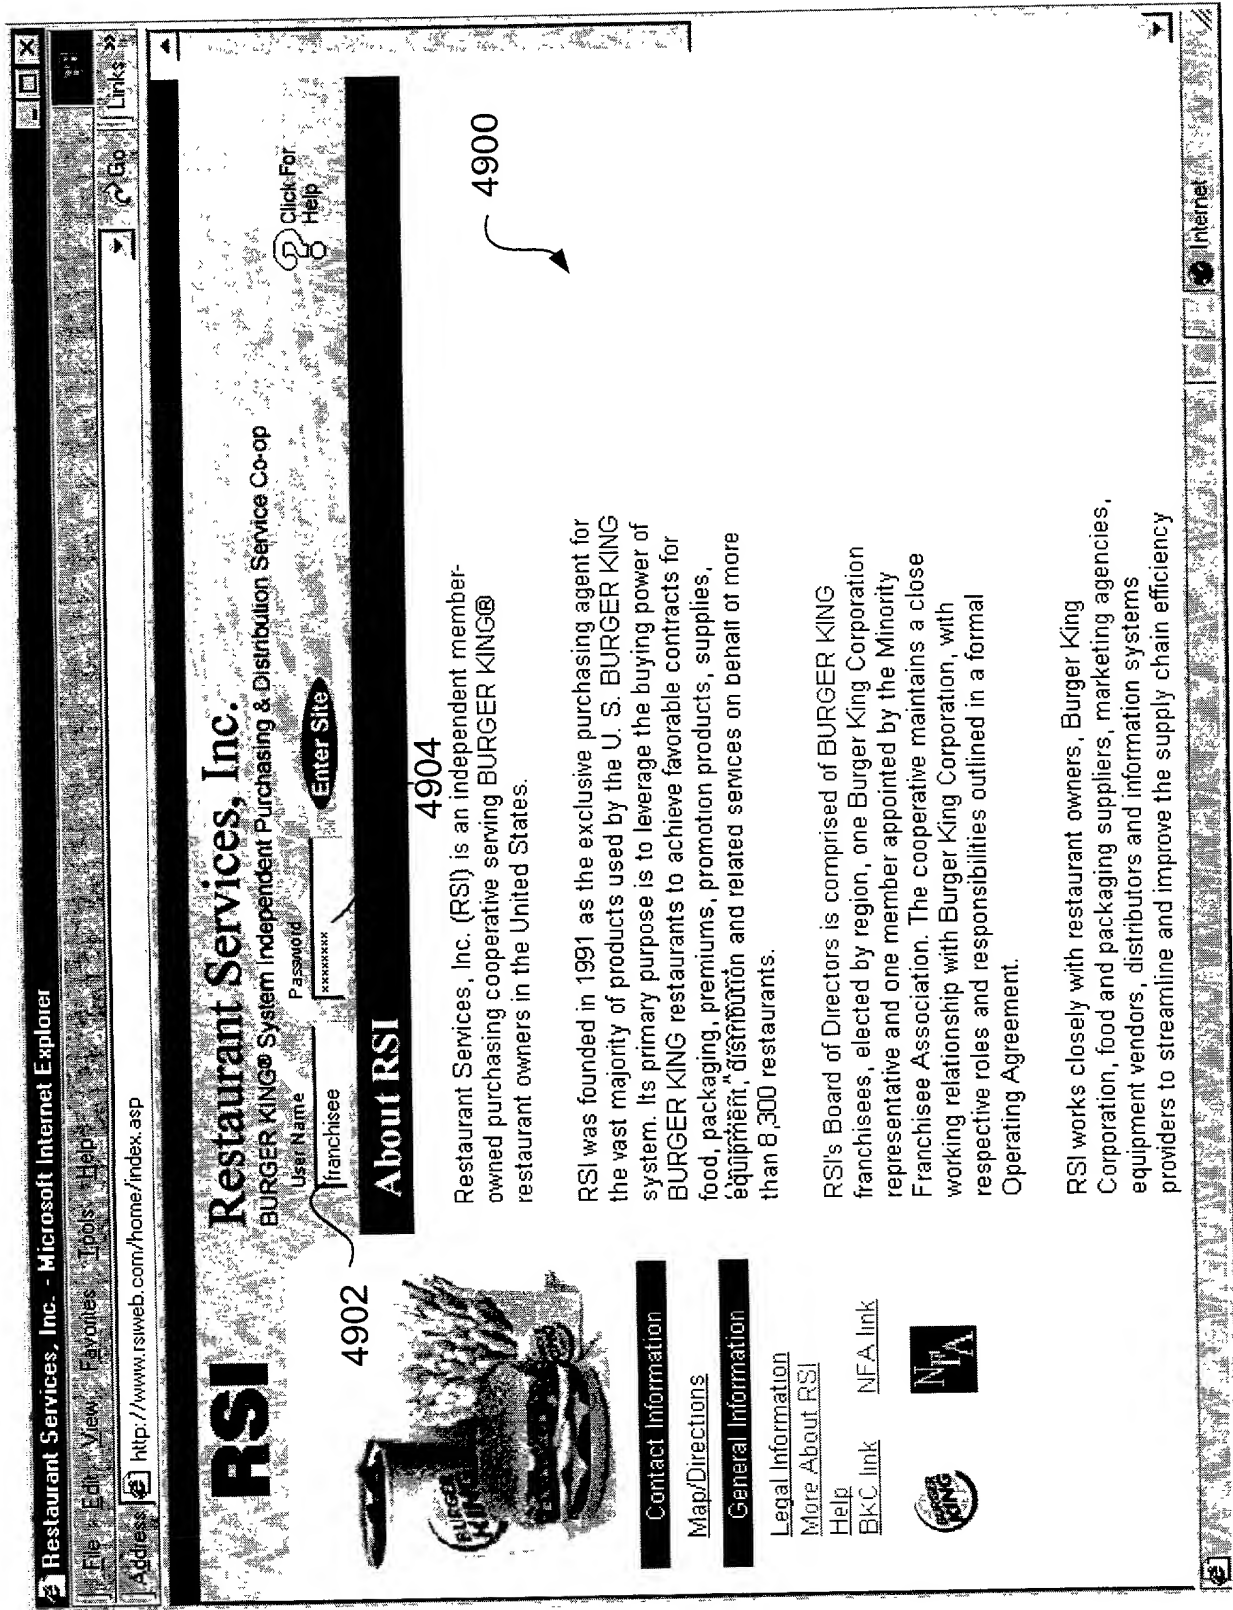 Restaurant Services, Inc. - Microsoft Internet Explorer
File Edit View Favorites Tools Help
Address http://www.rsiweb.com/home/index.asp Go Links »
RSI
Restaurant Services, Inc.
BURGER KING® System Independent Purchasing & Distribution Service Co-op
User Name Password
franchisee xxxxxxxx Enter Site
Click For
Help
4902
4904
4900
About RSI
BURGER
KING
Contact Information
Map/Directions
General Information
Legal Information
More About RSI
Help
BKC link NFA link
BURGER
KING
NFA
Restaurant Services, Inc. (RSI) is an independent member-
owned purchasing cooperative serving BURGER KING®
restaurant owners in the United States.
RSI was founded in 1991 as the exclusive purchasing agent for
the vast majority of products used by the U. S. BURGER KING
system. Its primary purpose is to leverage the buying power of
BURGER KING restaurants to achieve favorable contracts for
food, packaging, premiums, promotion products, supplies,
equipment, distribution and related services on behalf of more
than 8,300 restaurants.
RSI's Board of Directors is comprised of BURGER KING
franchisees, elected by region, one Burger King Corporation
representative and one member appointed by the Minority
Franchisee Association. The cooperative maintains a close
working relationship with Burger King Corporation, with
respective roles and responsibilities outlined in a formal
Operating Agreement.
RSI works closely with restaurant owners, Burger King
Corporation, food and packaging suppliers, marketing agencies,
equipment vendors, distributors and information systems
providers to streamline and improve the supply chain efficiency
Internet